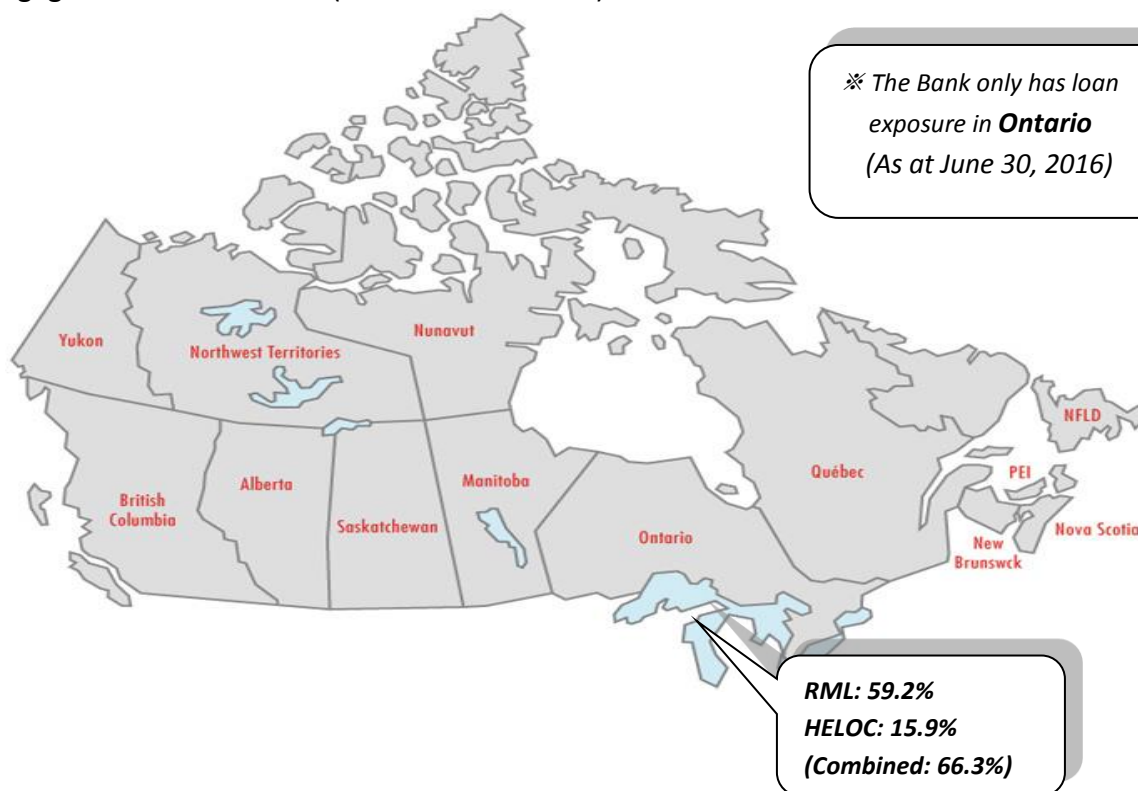 ※ The Bank only has loan
exposure in Ontario
(As at June 30, 2016)
Yukon
Northwest Territories
Nunavut
NFLD
British
Columbia
Alberta
Saskatchewan
Manitoba
Ontario
Québec
PEI
New
Brunswck
Nova Scotia
RML: 59.2%
HELOC: 15.9%
(Combined: 66.3%)